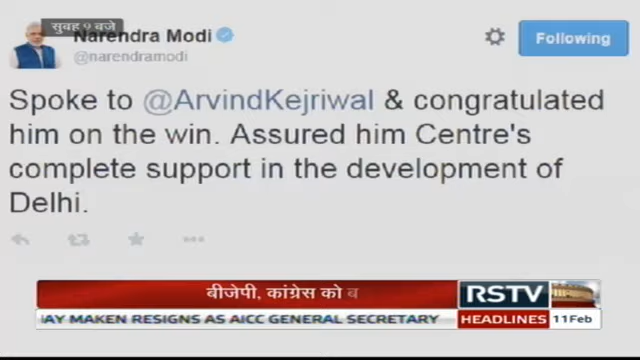 सुबह 9 बजे
Narendra Modi
@narendramodi
Following
Spoke to @ArvindKejriwal & congratulated
him on the win. Assured him Centre's
complete support in the development of
Delhi.
बीजेपी, कांग्रेस को ब
RSTV
HEADLINES
11Feb
JAY MAKEN RESIGNS AS AICC GENERAL SECRETARY